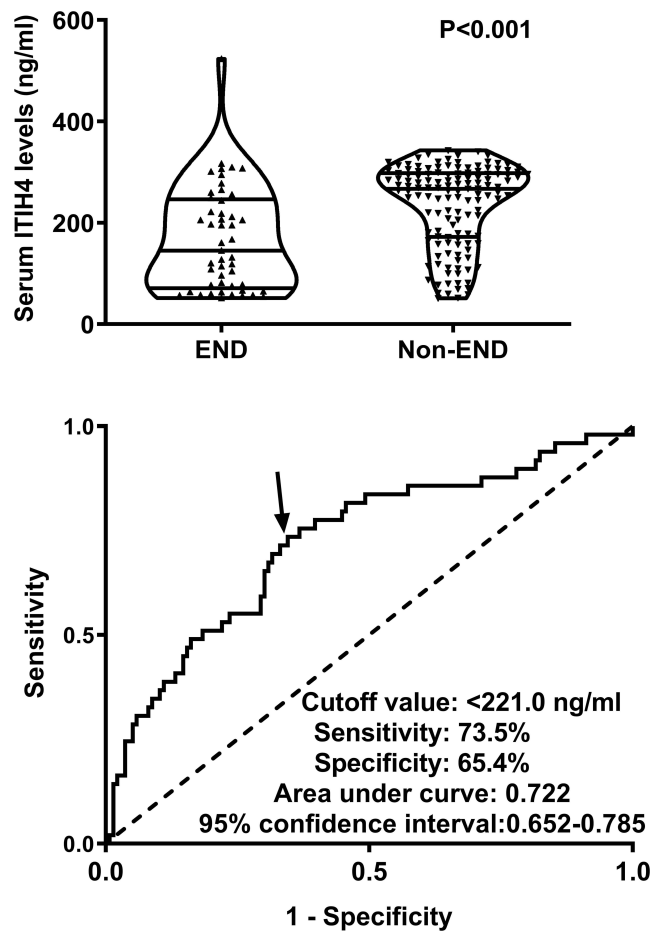 P<0.001
Serum ITIH4 levels (ng/ml)
600
400
200
0
END
Non-END
Sensitivity
1.0
0.5
0.0
Cutoff value: <221.0 ng/ml
Sensitivity: 73.5%
Specificity: 65.4%
Area under curve: 0.722
95% confidence interval:0.652-0.785
0.0
0.5
1.0
1 - Specificity